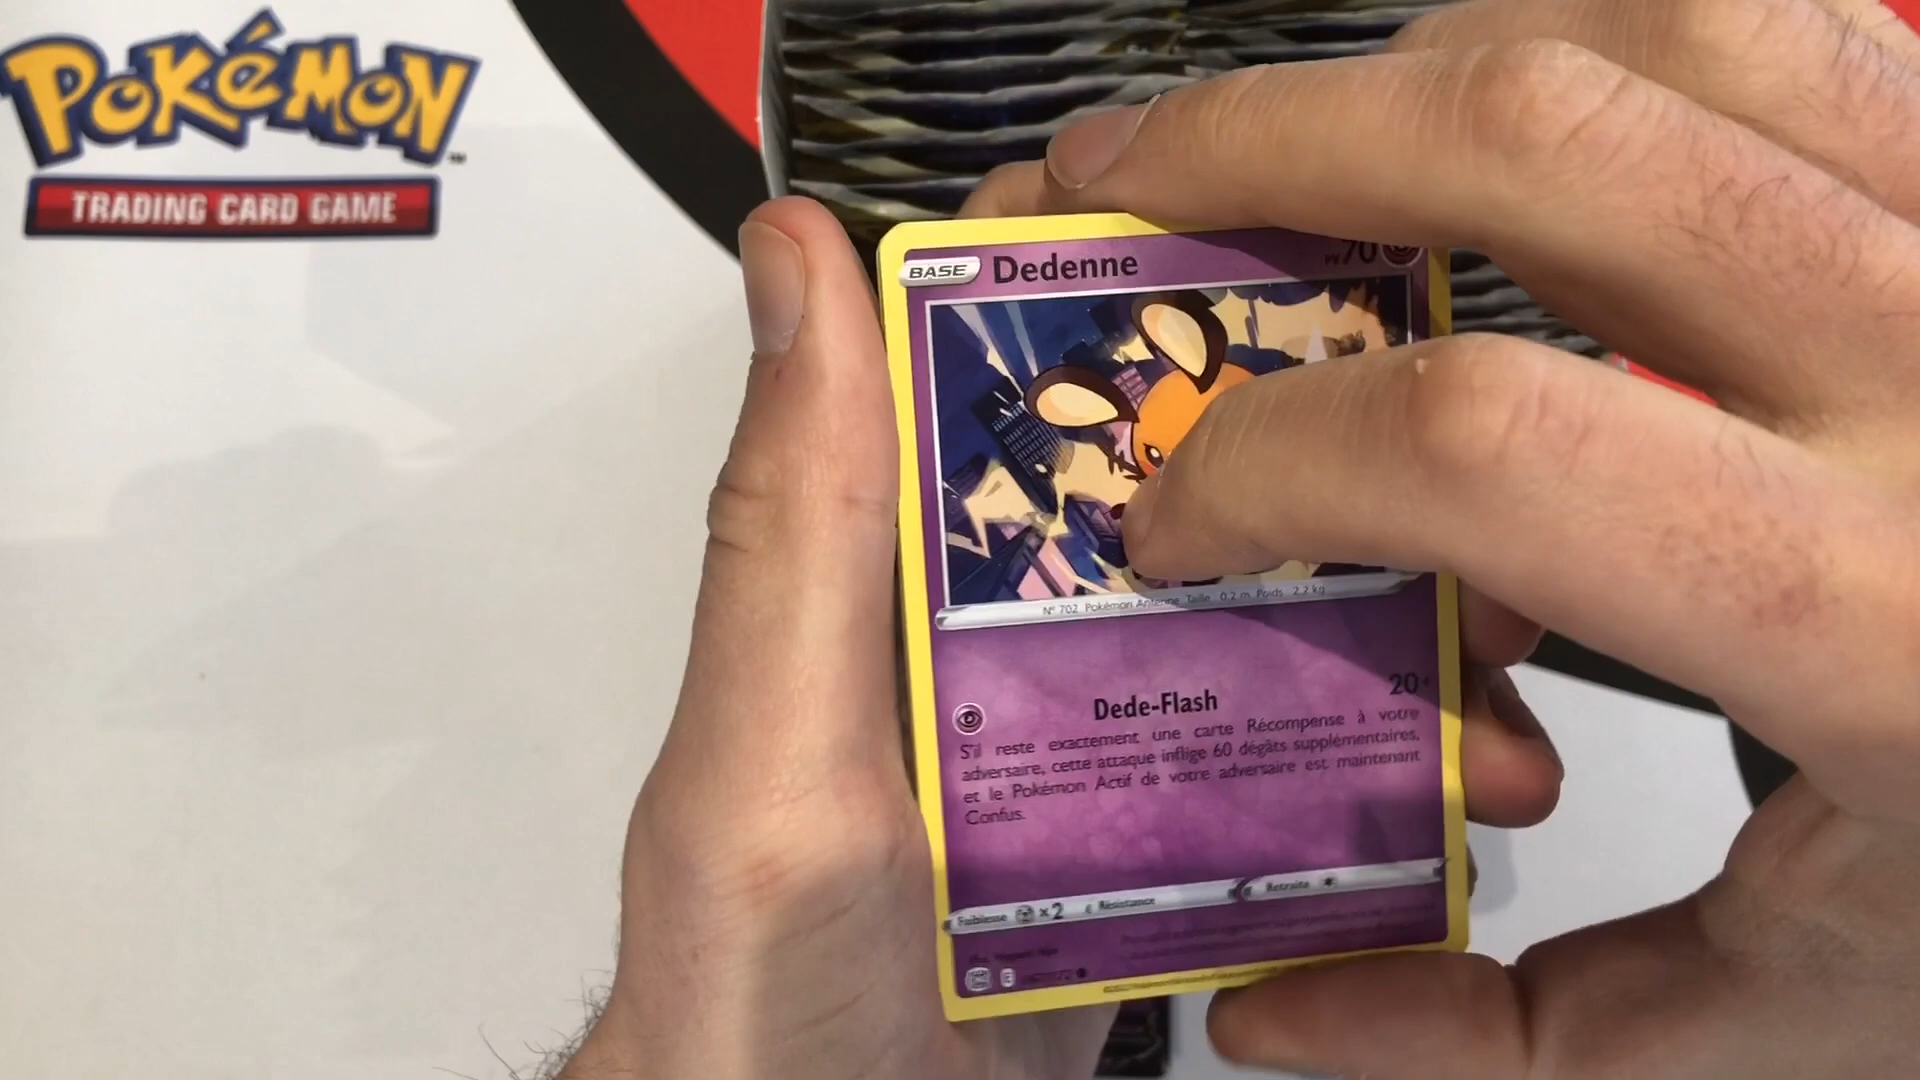 POKéMON
TRADING CARD GAME
BASE Dedenne PV 70
N° 702 Pokémon Antenne Taille 0.2 m Poids 2.2 kg
Dede-Flash 20+
S'il reste exactement une carte Récompense à votre
adversaire, cette attaque inflige 60 dégâts supplémentaires,
et le Pokémon Actif de votre adversaire est maintenant
Confus.
Faiblesse ×2 Résistance Retraite